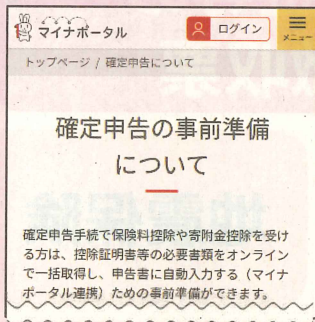 マイナポータル
ログイン
メニュー
トップページ / 確定申告について
確定申告の事前準備
について
確定申告手続で保険料控除や寄附金控除を受け
る方は、控除証明書等の必要書類をオンライン
で一括取得し、申告書に自動入力する（マイナ
ポータル連携）ための事前準備ができます。